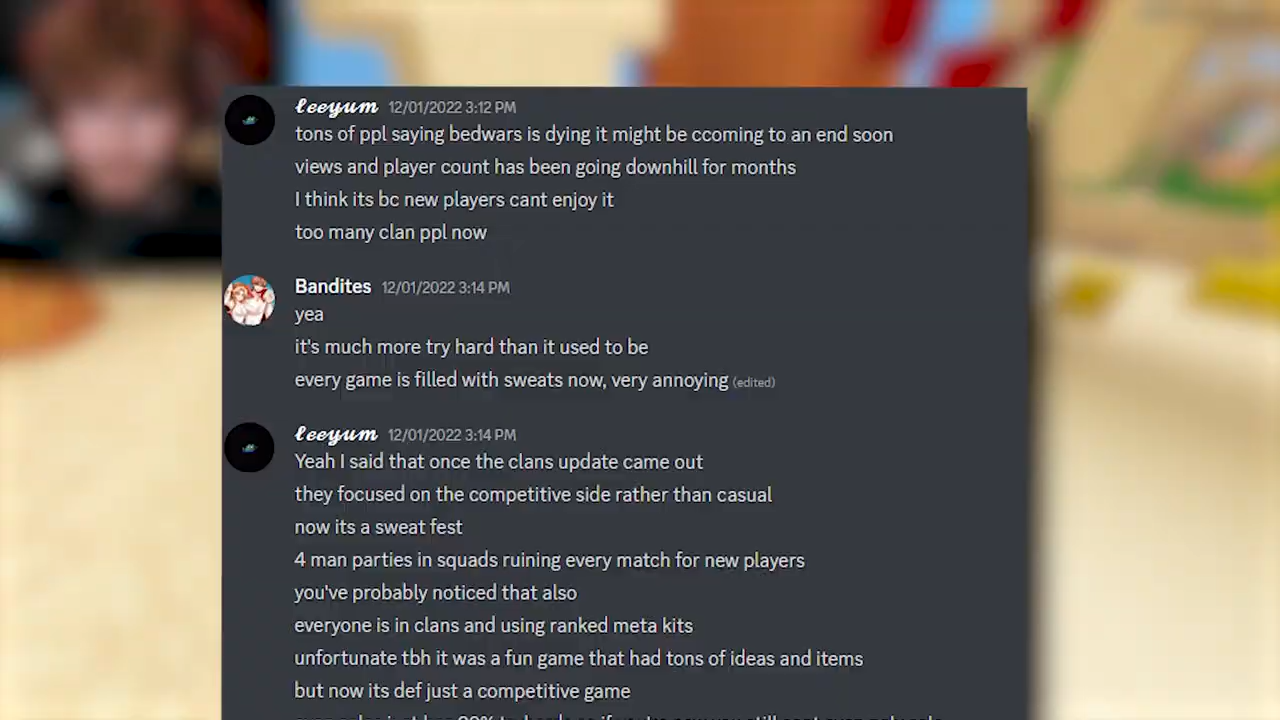 leeyum 12/01/2022 3:12 PM
tons of ppl saying bedwars is dying it might be ccoming to an end soon
views and player count has been going downhill for months
I think its bc new players cant enjoy it
too many clan ppl now
Bandites 12/01/2022 3:14 PM
yea
it's much more try hard than it used to be
every game is filled with sweats now, very annoying (edited)
leeyum 12/01/2022 3:14 PM
Yeah I said that once the clans update came out
they focused on the competitive side rather than casual
now its a sweat fest
4 man parties in squads ruining every match for new players
you've probably noticed that also
everyone is in clans and using ranked meta kits
unfortunate tbh it was a fun game that had tons of ideas and items
but now its def just a competitive game